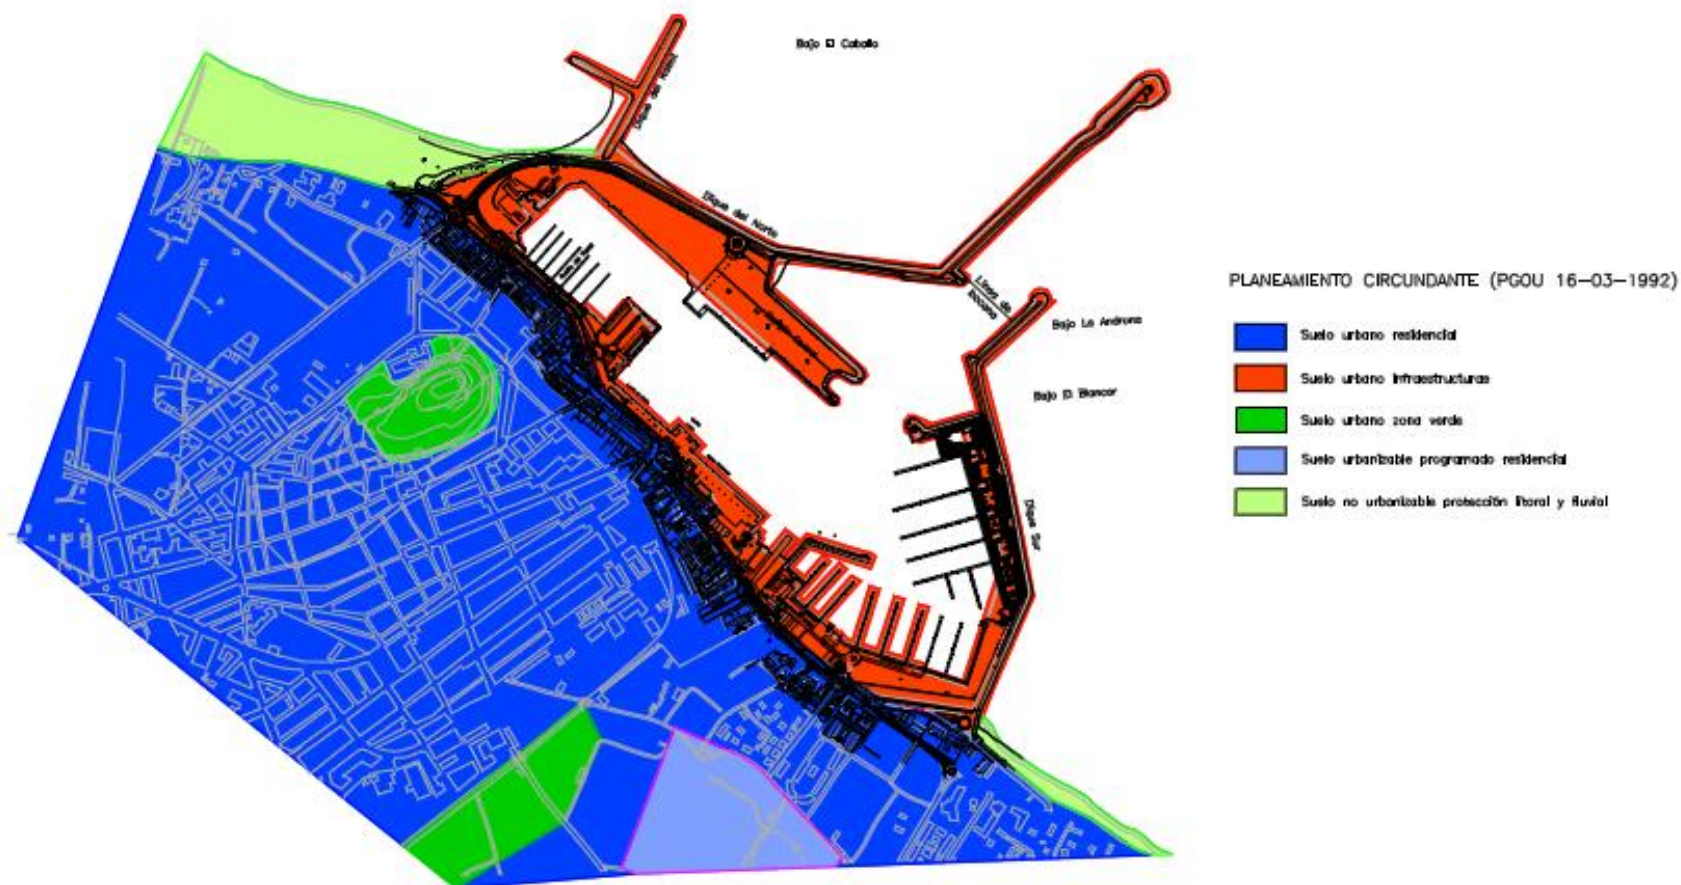 Bajo El Caballo
Dique del Norte
PLANEAMIENTO CIRCUNDANTE (PGOU 16-03-1992)
Línea de
Bajo La Androna
Suelo urbano residencial
Suelo urbano infraestructuras
Bajo El Blancar
Suelo urbano zona verde
Suelo urbanizable programado residencial
Suelo no urbanizable protección litoral y fluvial
Dique Sur